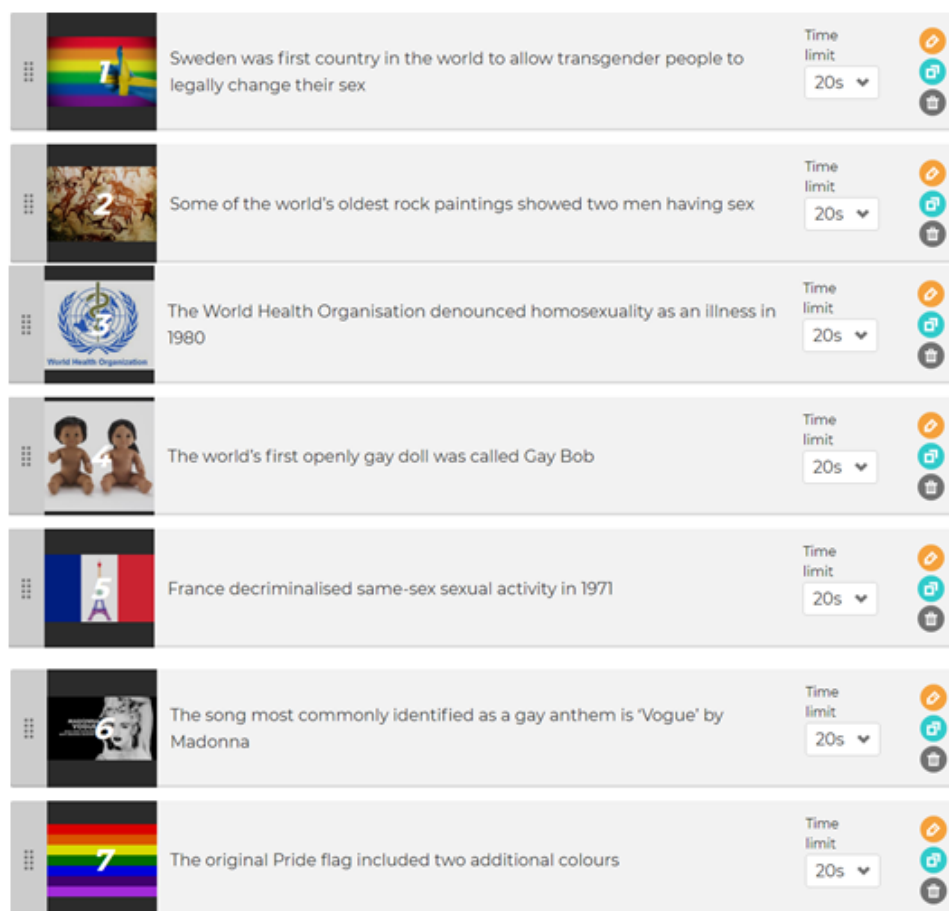 Sweden was first country in the world to allow transgender people to
legally change their sex
Time
limit
20s
1
Some of the world's oldest rock paintings showed two men having sex
Time
limit
20s
2
The World Health Organisation denounced homosexuality as an illness in
1980
Time
limit
20s
3
World Health Organization
The world's first openly gay doll was called Gay Bob
Time
limit
20s
4
France decriminalised same-sex sexual activity in 1971
Time
limit
20s
5
The song most commonly identified as a gay anthem is 'Vogue' by
Madonna
Time
limit
20s
6
The original Pride flag included two additional colours
Time
limit
20s
7